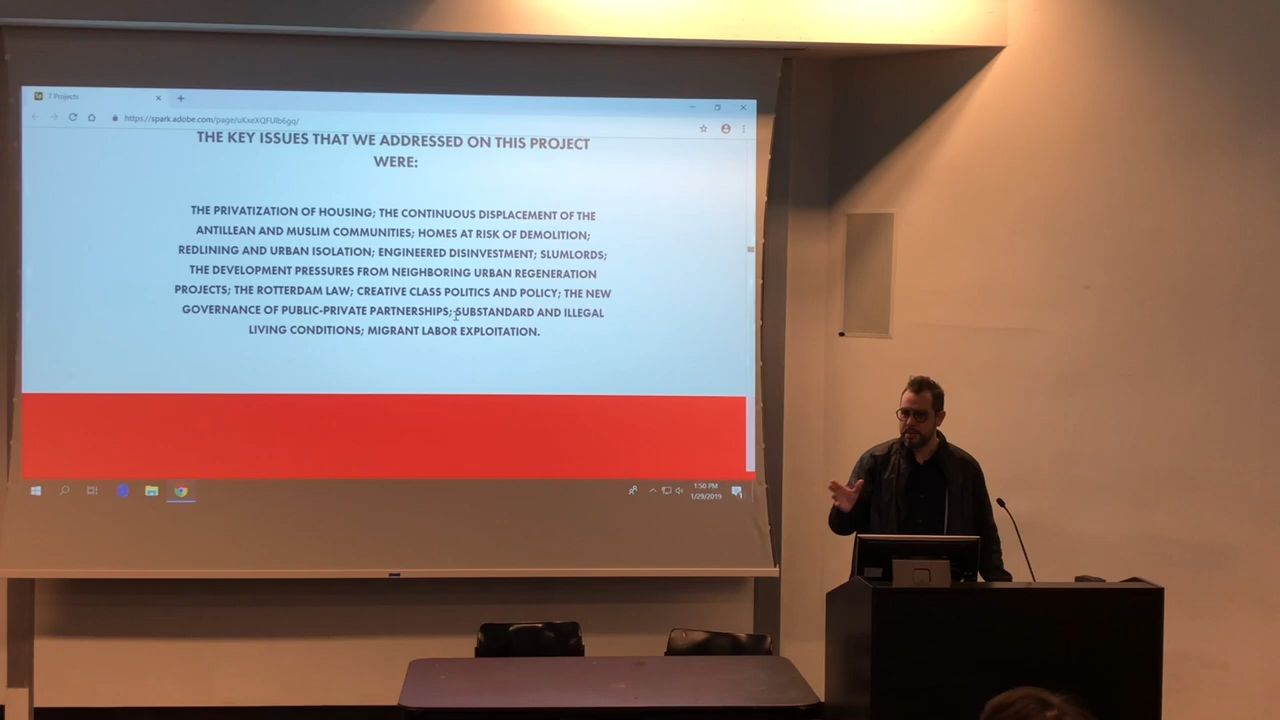 7 Projects
https://spark.adobe.com/page/uKxeXQFUIb6gq/
THE KEY ISSUES THAT WE ADDRESSED ON THIS PROJECT
WERE:
THE PRIVATIZATION OF HOUSING; THE CONTINUOUS DISPLACEMENT OF THE
ANTILLEAN AND MUSLIM COMMUNITIES; HOMES AT RISK OF DEMOLITION;
REDLINING AND URBAN ISOLATION; ENGINEERED DISINVESTMENT; SLUMLORDS;
THE DEVELOPMENT PRESSURES FROM NEIGHBORING URBAN REGENERATION
PROJECTS; THE ROTTERDAM LAW; CREATIVE CLASS POLITICS AND POLICY; THE NEW
GOVERNANCE OF PUBLIC-PRIVATE PARTNERSHIPS; SUBSTANDARD AND ILLEGAL
LIVING CONDITIONS; MIGRANT LABOR EXPLOITATION.
1:50 PM
1/29/2019